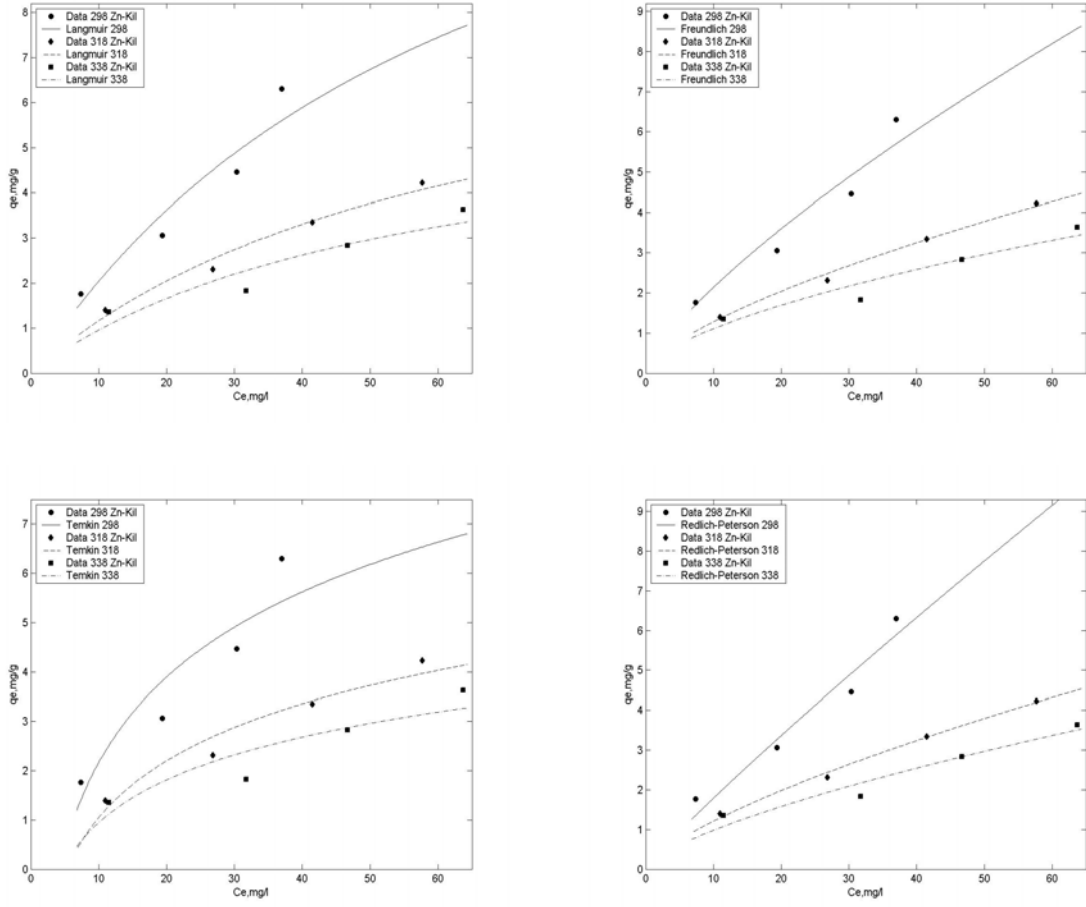 8
7
6
5
4
3
2
1
0
qe,mg/g
Data 298 Zn-Kil
Langmuir 298
Data 318 Zn-Kil
Langmuir 318
Data 338 Zn-Kil
Langmuir 338
0 10 20 30 40 50 60
Ce,mg/l
9
8
7
6
5
4
3
2
1
0
qe,mg/g
Data 298 Zn-Kil
Freundlich 298
Data 318 Zn-Kil
Freundlich 318
Data 338 Zn-Kil
Freundlich 338
0 10 20 30 40 50 60
Ce,mg/l
7
6
5
4
3
2
1
0
qe,mg/g
Data 298 Zn-Kil
Temkin 298
Data 318 Zn-Kil
Temkin 318
Data 338 Zn-Kil
Temkin 338
0 10 20 30 40 50 60
Ce,mg/l
9
8
7
6
5
4
3
2
1
0
qe,mg/g
Data 298 Zn-Kil
Redlich-Peterson 298
Data 318 Zn-Kil
Redlich-Peterson 318
Data 338 Zn-Kil
Redlich-Peterson 338
0 10 20 30 40 50 60
Ce,mg/l